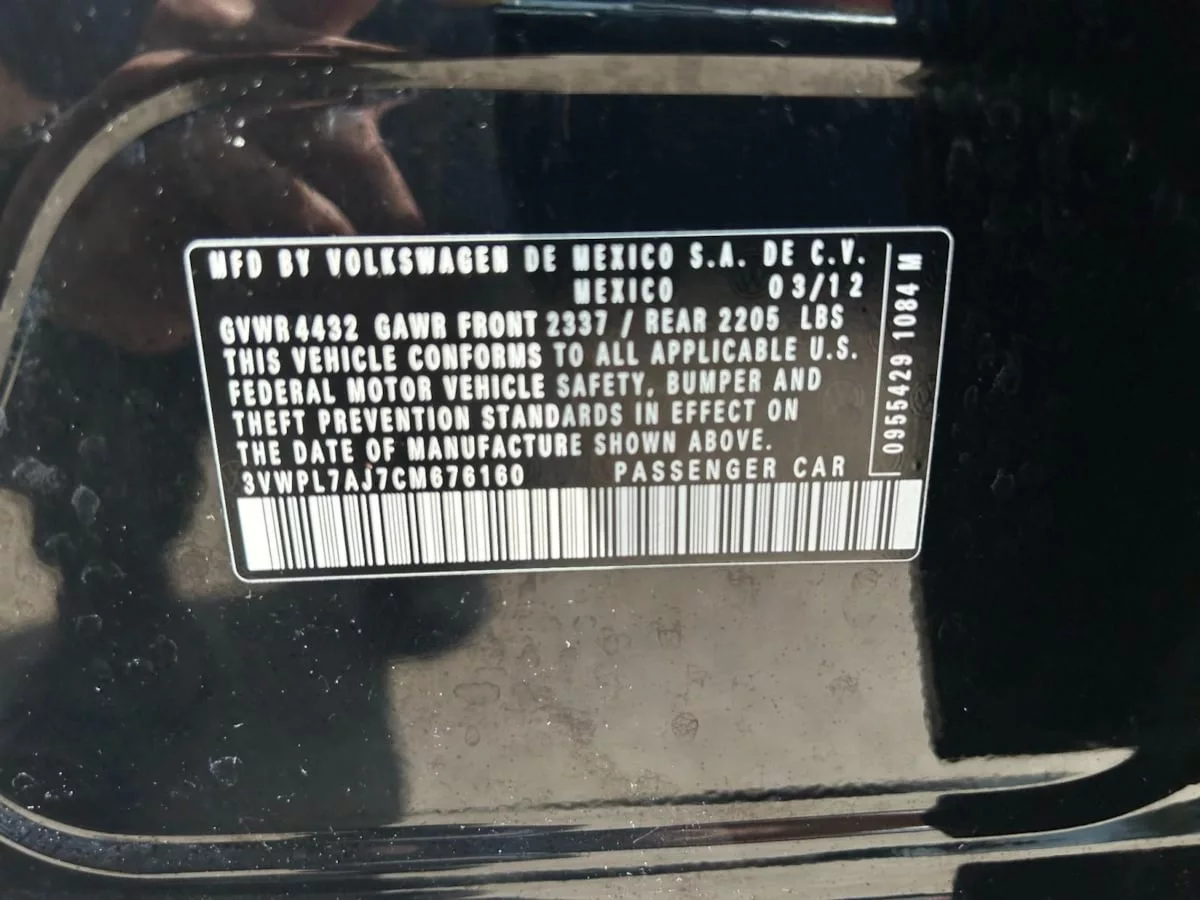 MFD BY VOLKSWAGEN DE MEXICO S.A. DE C.V.
MEXICO 03/12
GVWR 4432 GAWR FRONT 2337 / REAR 2205 LBS
THIS VEHICLE CONFORMS TO ALL APPLICABLE U.S.
FEDERAL MOTOR VEHICLE SAFETY, BUMPER AND
THEFT PREVENTION STANDARDS IN EFFECT ON
THE DATE OF MANUFACTURE SHOWN ABOVE.
3VWPL7AJ7CM676160 PASSENGER CAR
0955429 1084 M